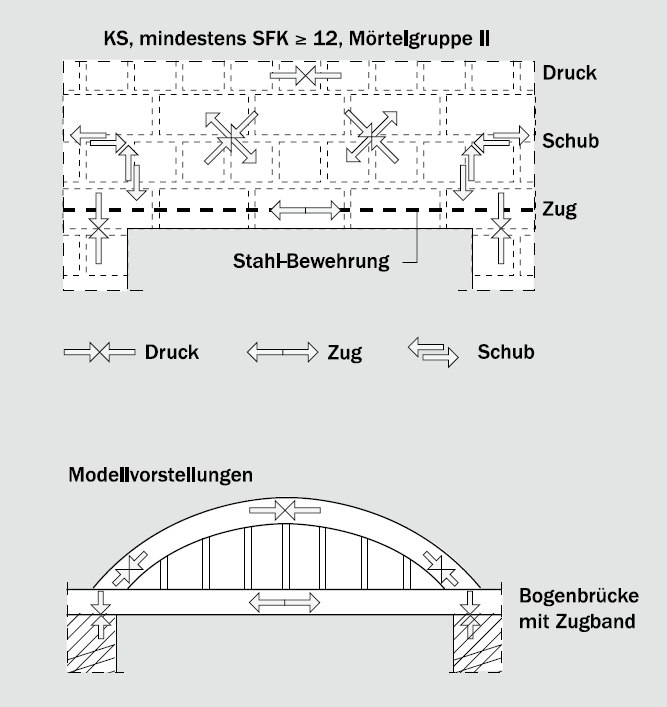 KS, mindestens SFK ≥ 12, Mörtelgruppe II
Druck
Schub
Zug
Stahl-Bewehrung
Druck
Zug
Schub
Modellvorstellungen
Bogenbrücke
mit Zugband